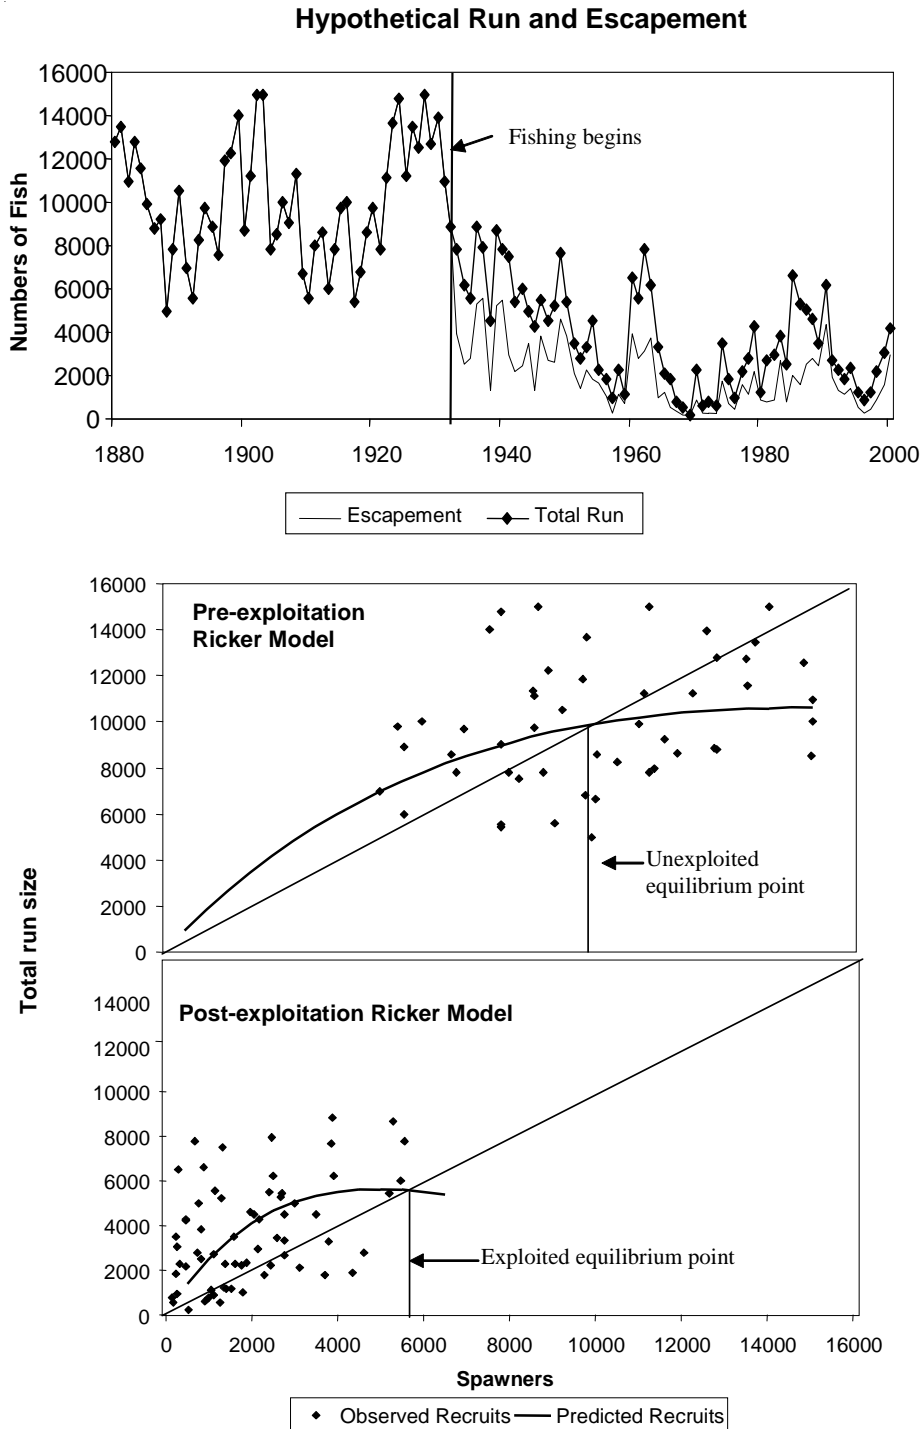 Hypothetical Run and Escapement
16000
14000
12000
10000
8000
6000
4000
2000
0
Numbers of Fish
Fishing begins
1880 1900 1920 1940 1960 1980 2000
Escapement Total Run
16000
14000
12000
10000
8000
6000
4000
2000
0
Pre-exploitation
Ricker Model
Unexploited
equilibrium point
Total run size
14000
12000
10000
8000
6000
4000
2000
0
Post-exploitation Ricker Model
Exploited equilibrium point
0 2000 4000 6000 8000 10000 12000 14000 16000
Spawners
Observed Recruits Predicted Recruits